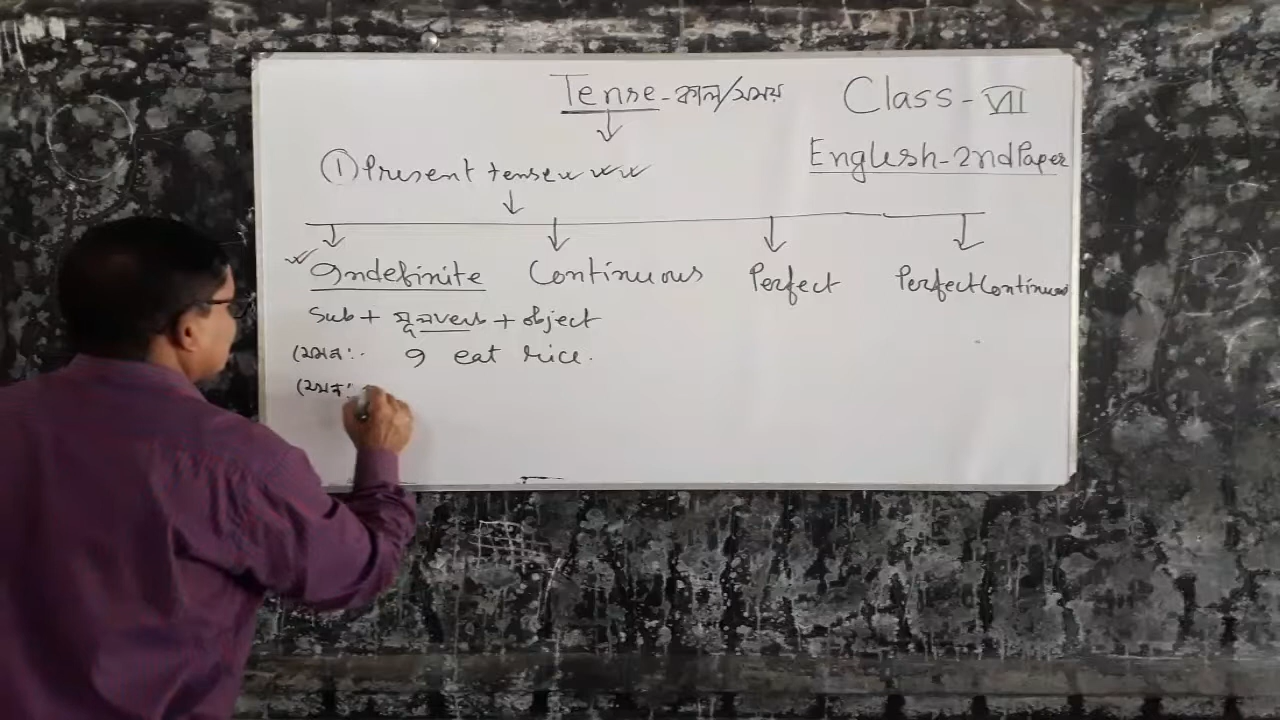 Tense - কাল/সময়
Class - VII
English - 2nd Paper
① Present tense
Indefinite Continuous Perfect Perfect Continuous
Sub + মূল verb + object
যেমন:- I eat rice.
যেমন: